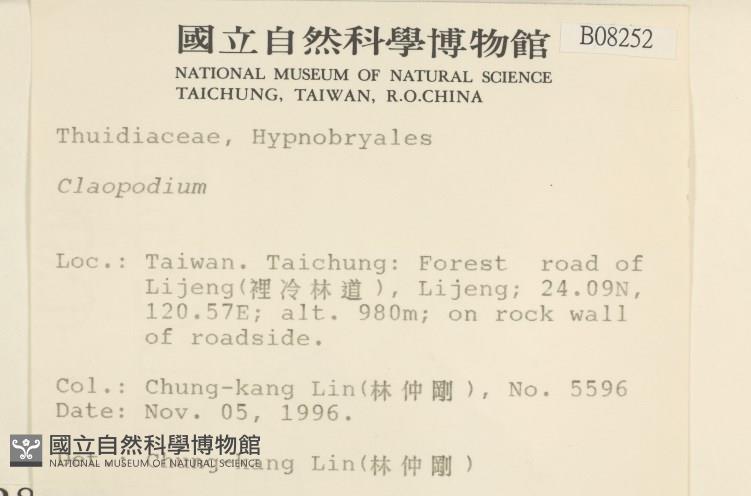 國立自然科學博物館
B08252
NATIONAL MUSEUM OF NATURAL SCIENCE
TAICHUNG, TAIWAN, R.O.CHINA
Thuidiaceae, Hypnobryales
Claopodium
Loc.: Taiwan. Taichung: Forest road of
Lijeng(裡冷林道), Lijeng; 24.09N,
120.57E; alt. 980m; on rock wall
of roadside.
Col.: Chung-kang Lin(林仲剛), No. 5596
Date: Nov. 05, 1996.
國立自然科學博物館
NATIONAL MUSEUM OF NATURAL SCIENCE
Det.: Chung-kang Lin(林仲剛)